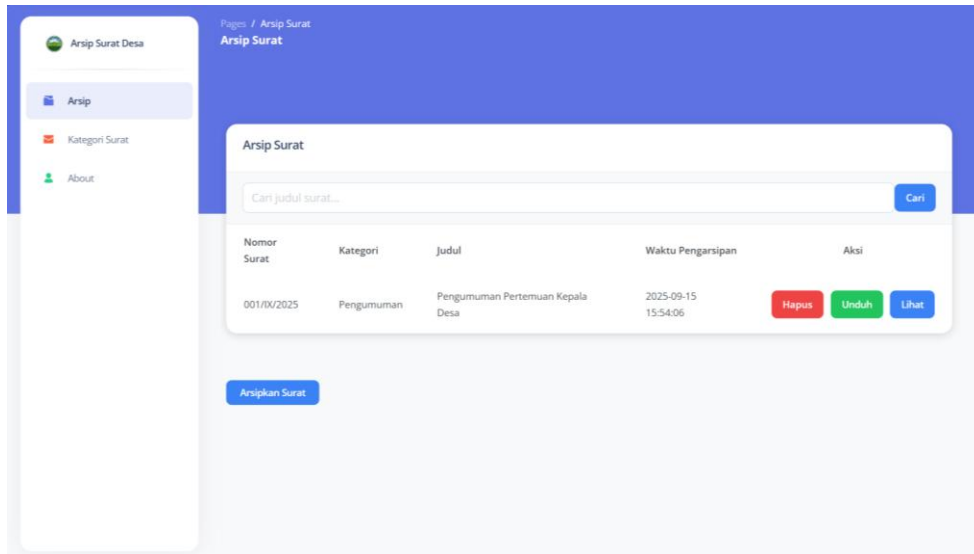 Arsip Surat Desa
Arsip
Kategori Surat
About
Pages / Arsip Surat
Arsip Surat
Arsip Surat
Cari judul surat...
Cari
Nomor
Surat
Kategori
Judul
Waktu Pengarsipan
Aksi
001/IX/2025
Pengumuman
Pengumuman Pertemuan Kepala
Desa
2025-09-15
15:54:06
Hapus
Unduh
Lihat
Arsipkan Surat